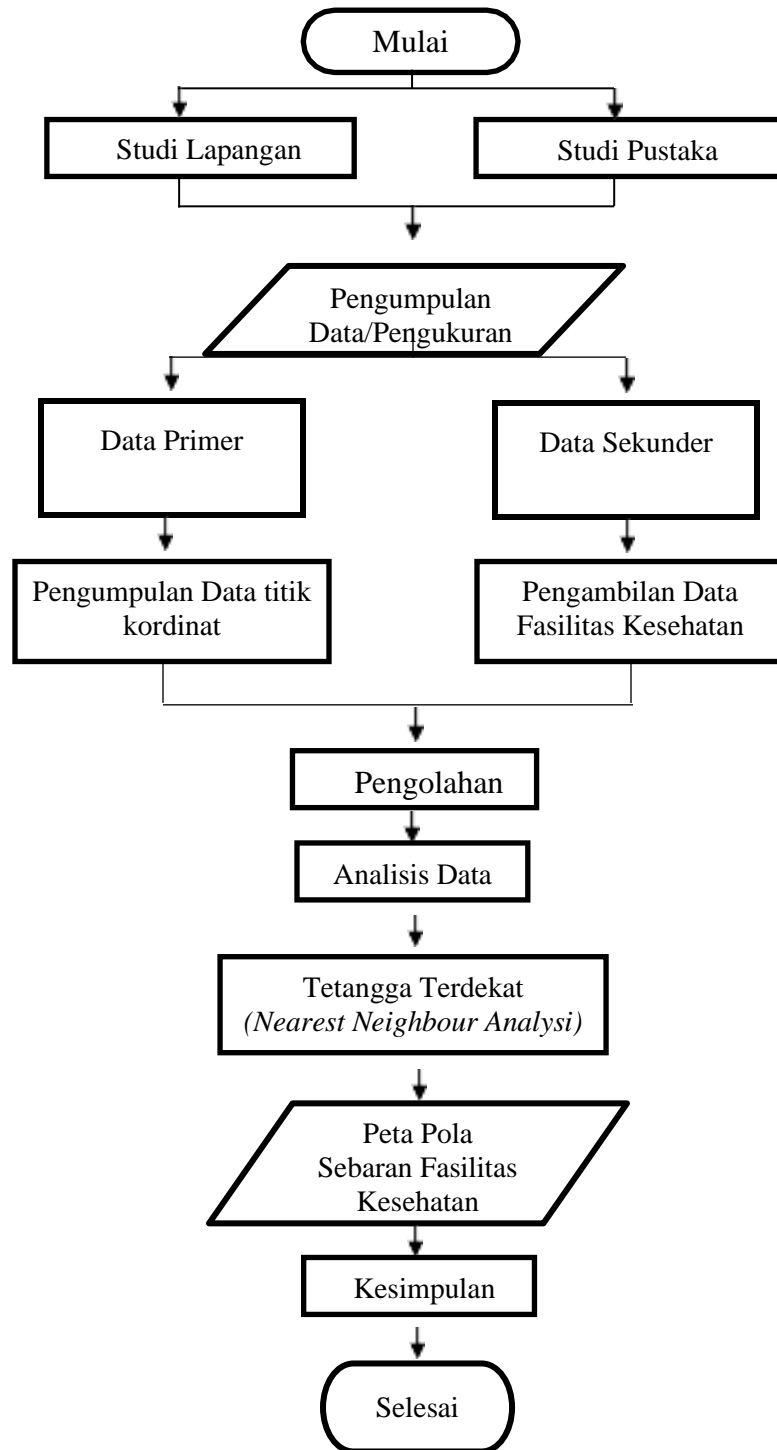 Mulai
Studi Lapangan
Studi Pustaka
Pengumpulan
Data/Pengukuran
Data Primer
Data Sekunder
Pengumpulan Data titik
kordinat
Pengambilan Data
Fasilitas Kesehatan
Pengolahan
Analisis Data
Tetangga Terdekat
(Nearest Neighbour Analysi)
Peta Pola
Sebaran Fasilitas
Kesehatan
Kesimpulan
Selesai